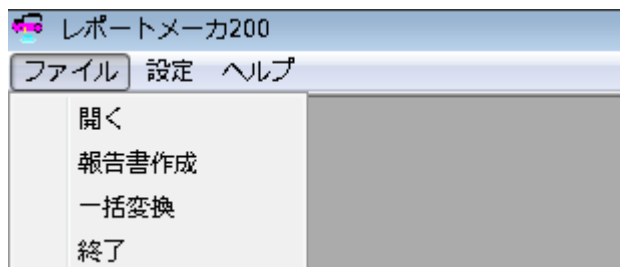 レポートメーカ200
ファイル 設定 ヘルプ
開く
報告書作成
一括変換
終了